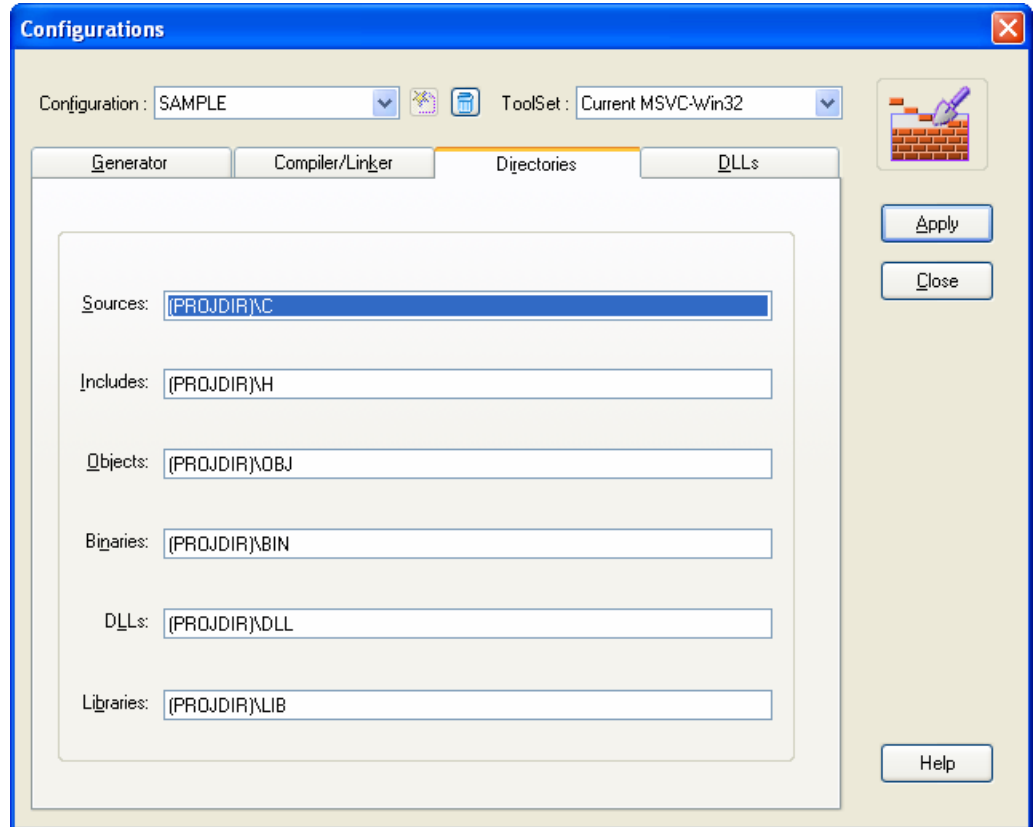 Configurations
Configuration : SAMPLE ToolSet : Current MSVC-Win32
Generator Compiler/Linker Directories DLLs
Apply
Close
Sources: (PROJDIR)\C
Includes: (PROJDIR)\H
Objects: (PROJDIR)\OBJ
Binaries: (PROJDIR)\BIN
DLLs: (PROJDIR)\DLL
Libraries: (PROJDIR)\LIB
Help